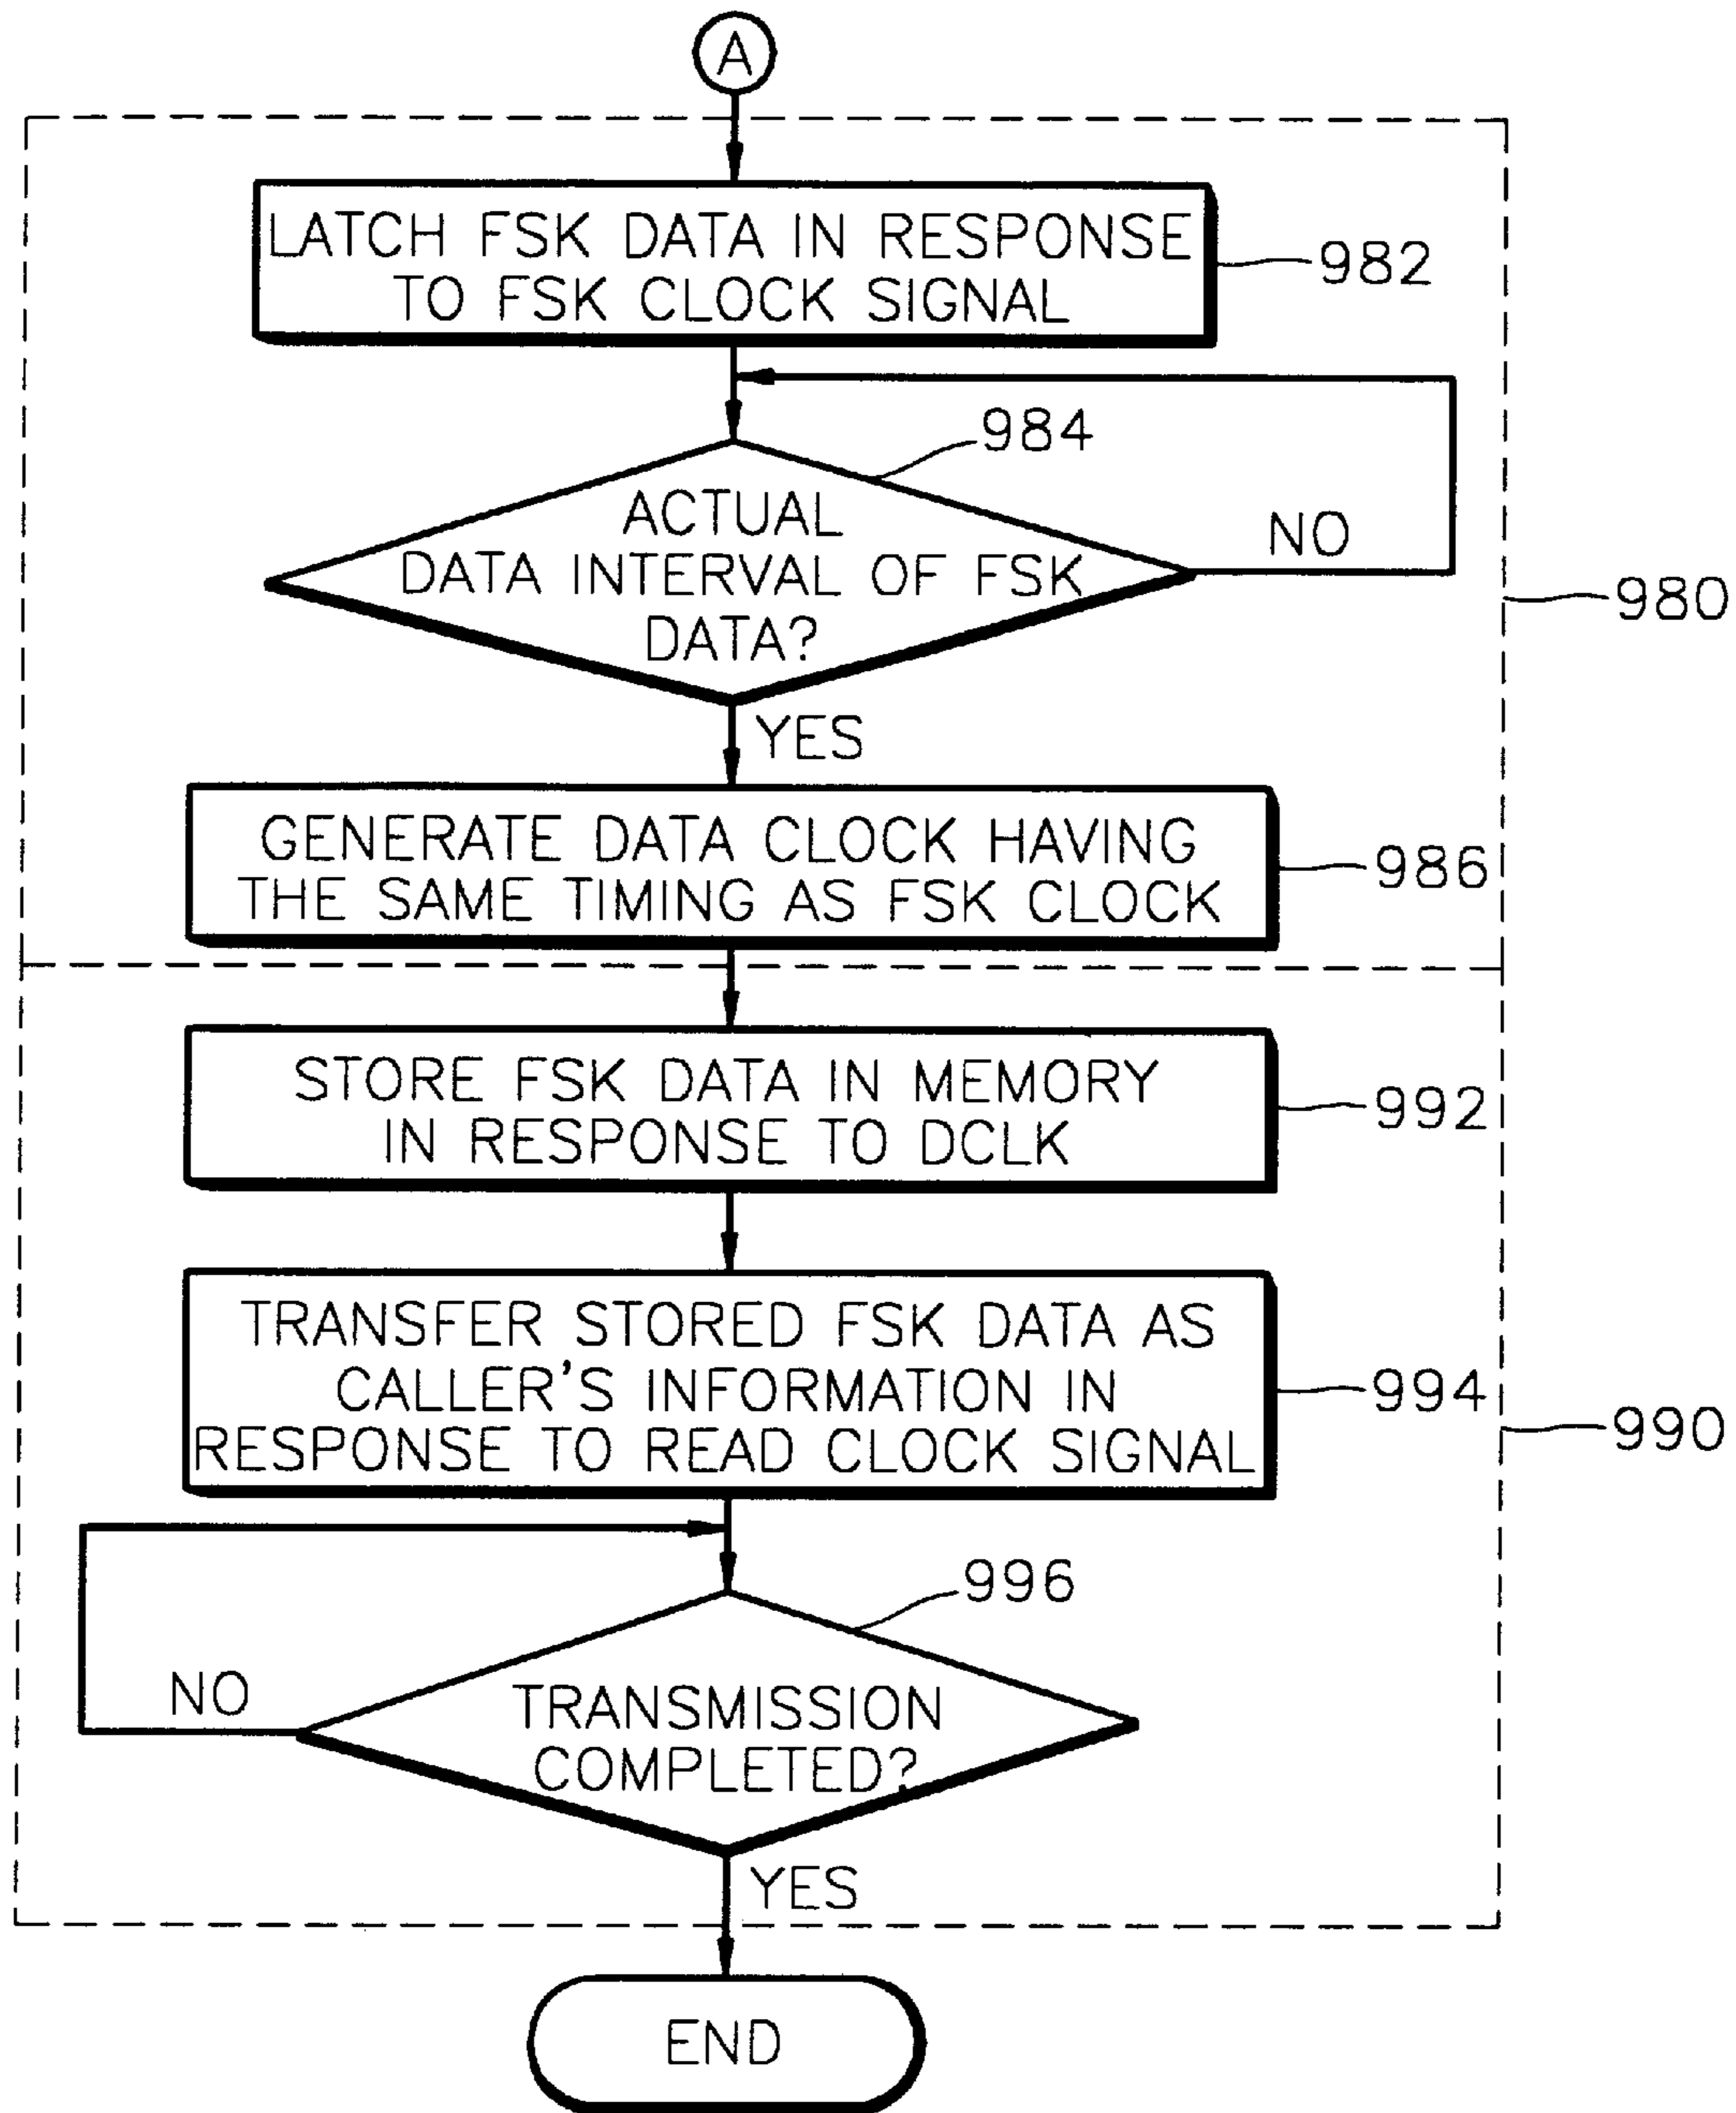 A
LATCH FSK DATA IN RESPONSE
TO FSK CLOCK SIGNAL
982
984
ACTUAL
DATA INTERVAL OF FSK
DATA?
NO
980
YES
GENERATE DATA CLOCK HAVING
THE SAME TIMING AS FSK CLOCK
986
STORE FSK DATA IN MEMORY
IN RESPONSE TO DCLK
992
TRANSFER STORED FSK DATA AS
CALLER'S INFORMATION IN
RESPONSE TO READ CLOCK SIGNAL
994
990
996
NO
TRANSMISSION
COMPLETED?
YES
END